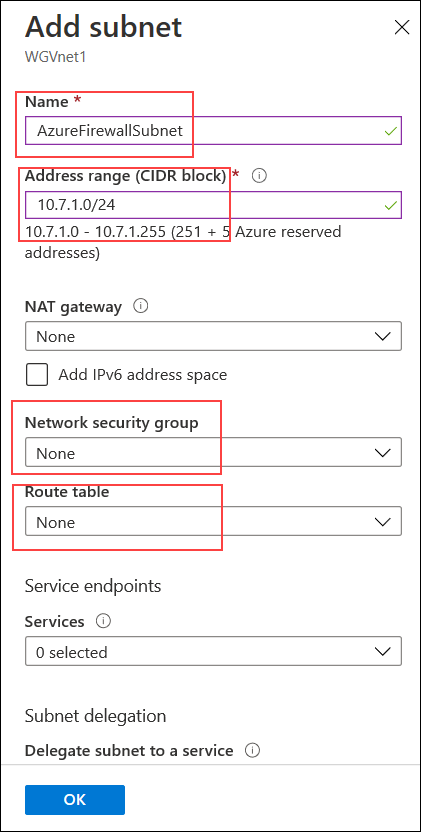 Add subnet
WGVnet1
Name *
AzureFirewallSubnet
Address range (CIDR block) *
10.7.1.0/24
10.7.1.0 - 10.7.1.255 (251 + 5 Azure reserved
addresses)
NAT gateway
None
Add IPv6 address space
Network security group
None
Route table
None
Service endpoints
Services
0 selected
Subnet delegation
Delegate subnet to a service
OK